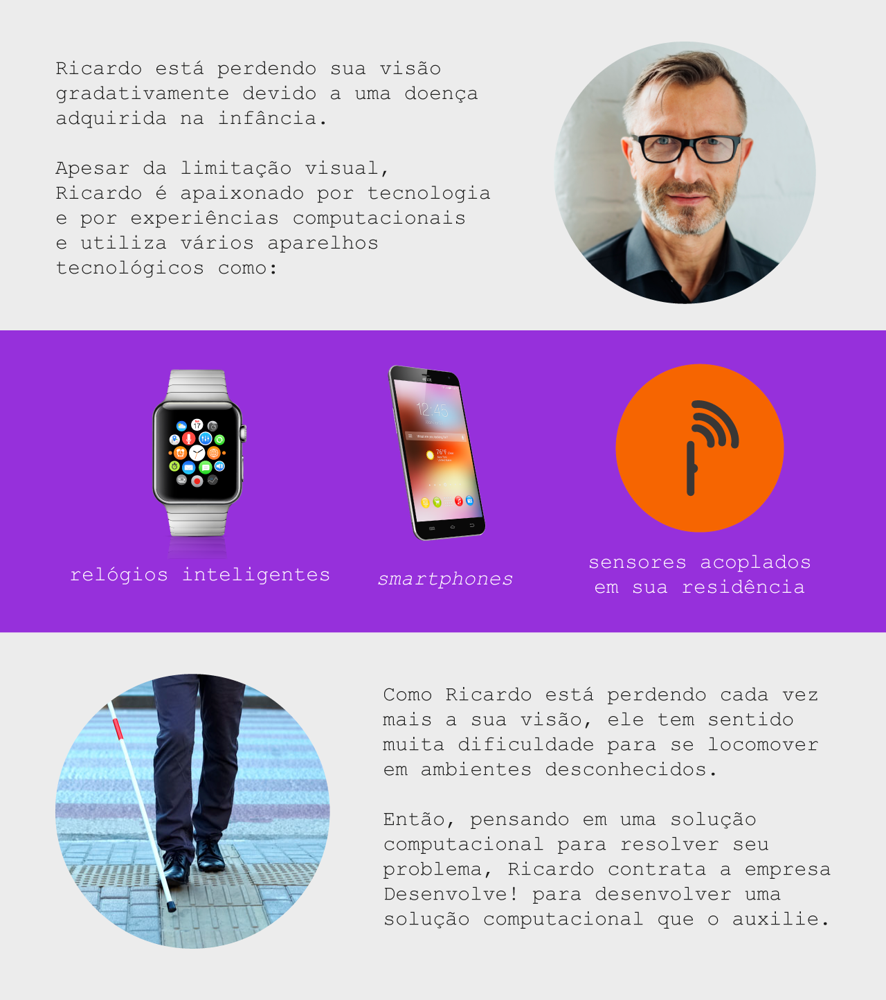 Ricardo está perdendo sua visão
gradativamente devido a uma doença
adquirida na infância.
Apesar da limitação visual,
Ricardo é apaixonado por tecnologia
e por experiências computacionais
e utiliza vários aparelhos
tecnológicos como:
17
12:45
76°F
relógios inteligentes
smartphones
sensores acoplados
em sua residência
Como Ricardo está perdendo cada vez
mais a sua visão, ele tem sentido
muita dificuldade para se locomover
em ambientes desconhecidos.
Então, pensando em uma solução
computacional para resolver seu
problema, Ricardo contrata a empresa
Desenvolve! para desenvolver uma
solução computacional que o auxilie.